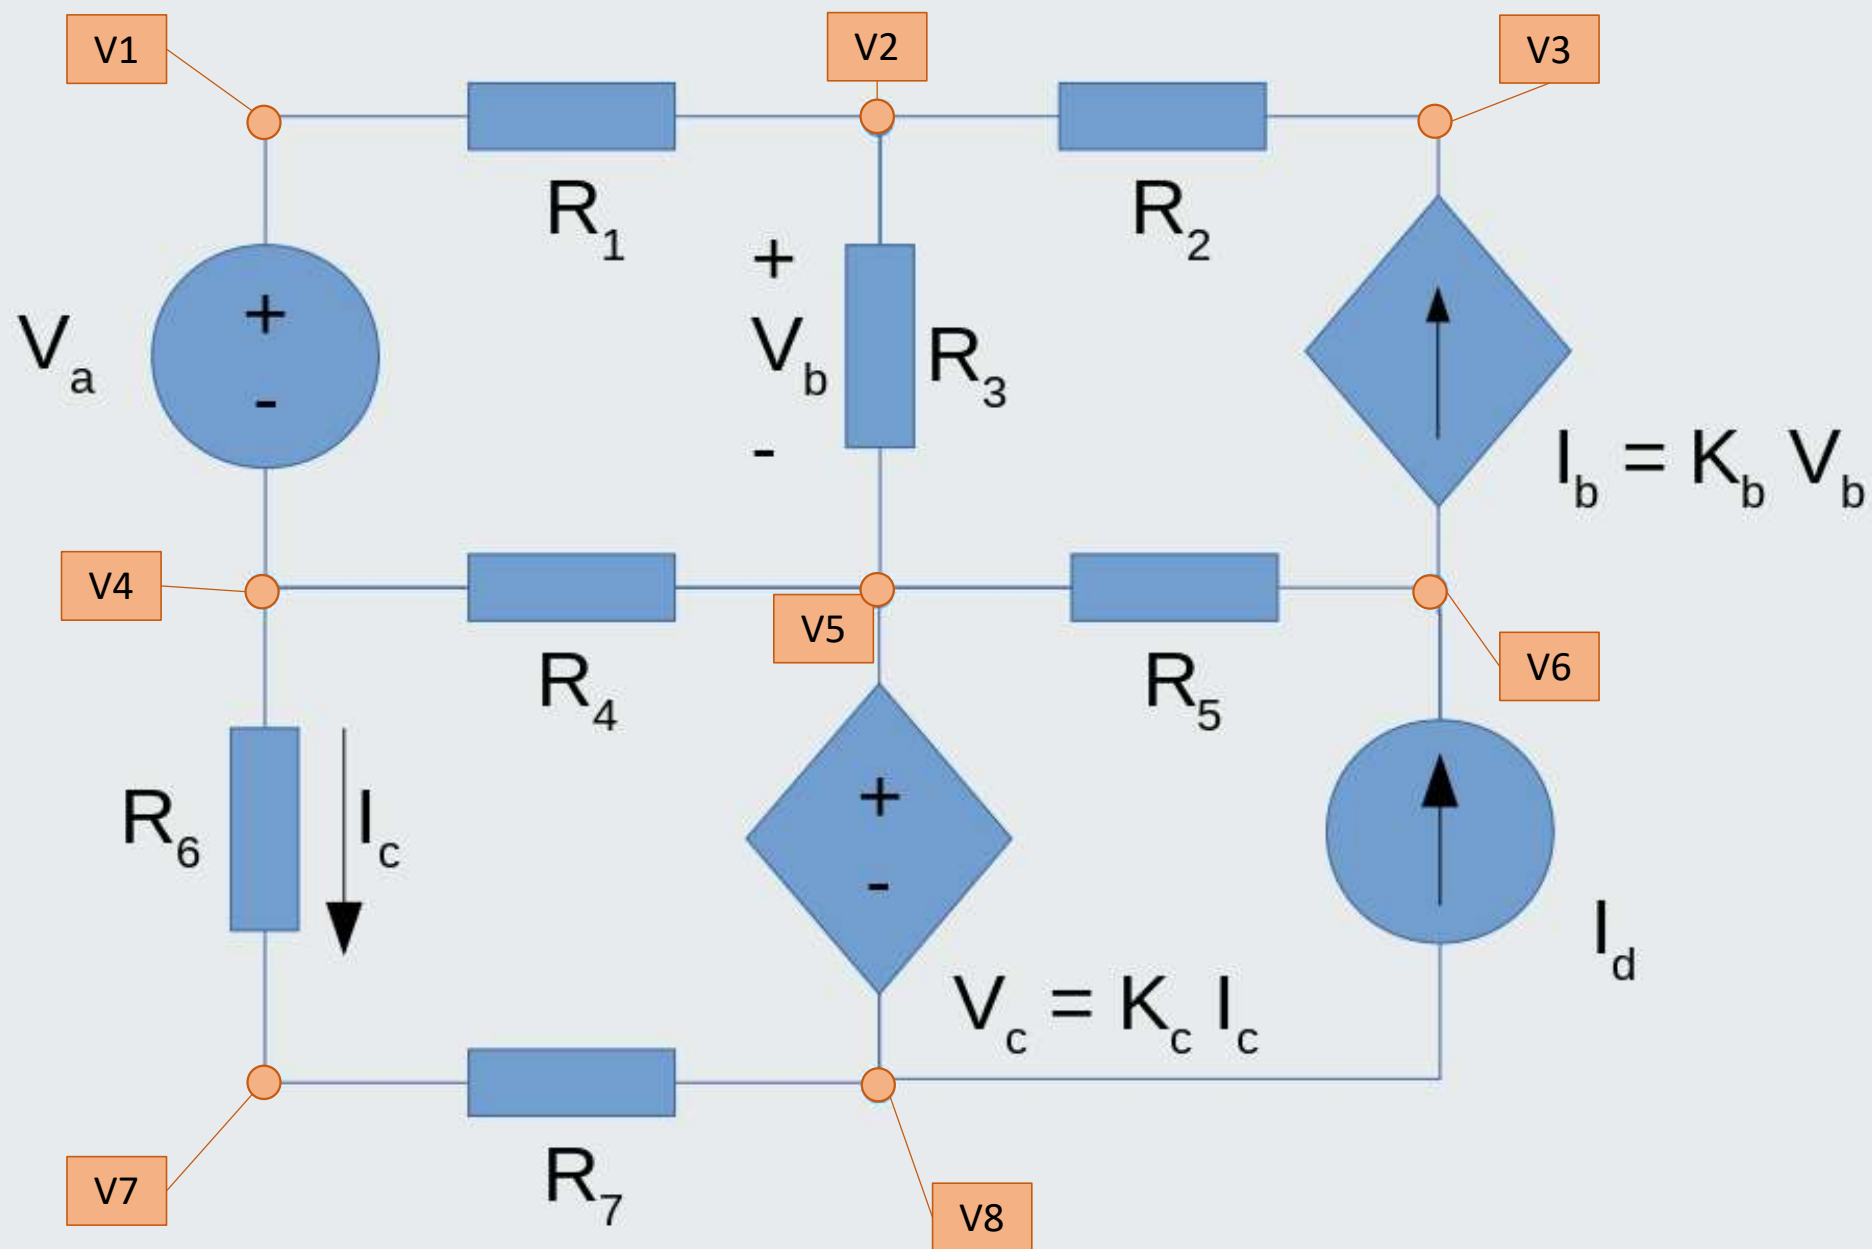 V1
V2
V3
R1
R2
+
Va
+
-
Vb
R3
-
Ib = Kb Vb
V4
V5
V6
R4
R5
R6
Ic
+
-
Id
Vc = Kc Ic
V7
R7
V8